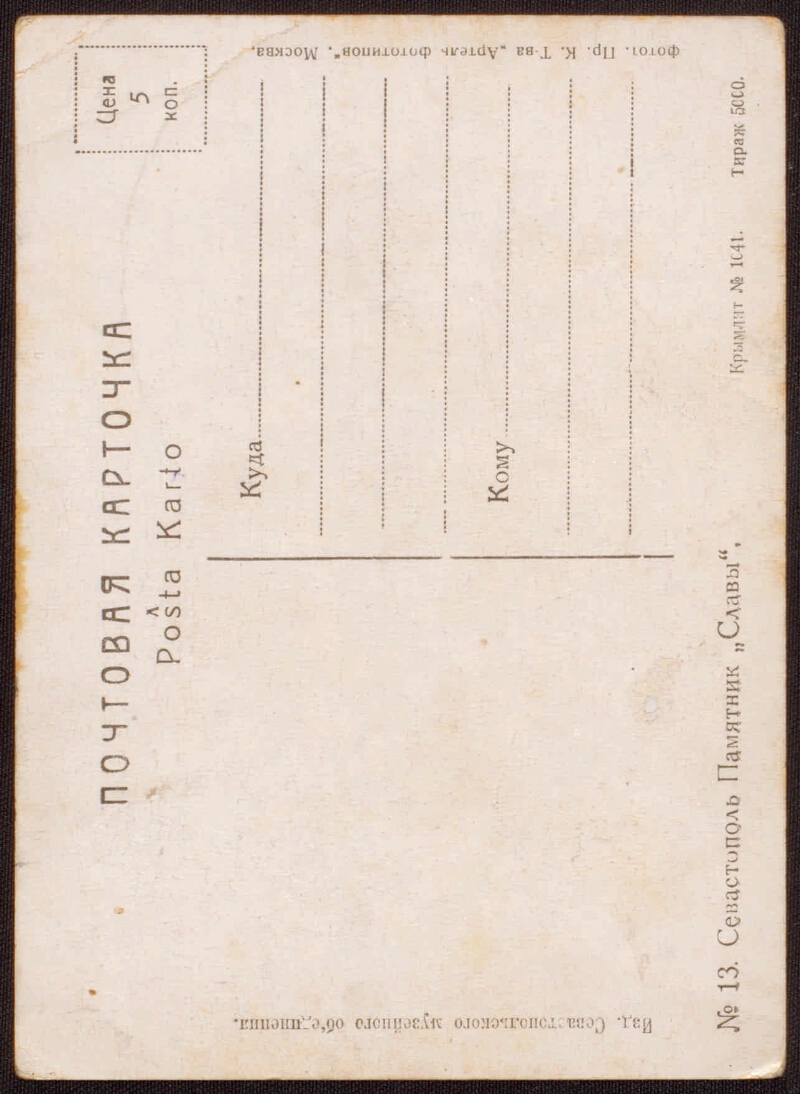 ПОЧТОВАЯ КАРТОЧКА
Poŝta Karto
Цена
5
коп.
Куда
Кому
№ 13. Севастополь Памятник „Славы“,
Крымлит № 1041. Тираж 5000.
Изд. Севастопольского музейного об'единения.
Фотот. Пр. К. Т-ва „Артель фототипов“. Москва.